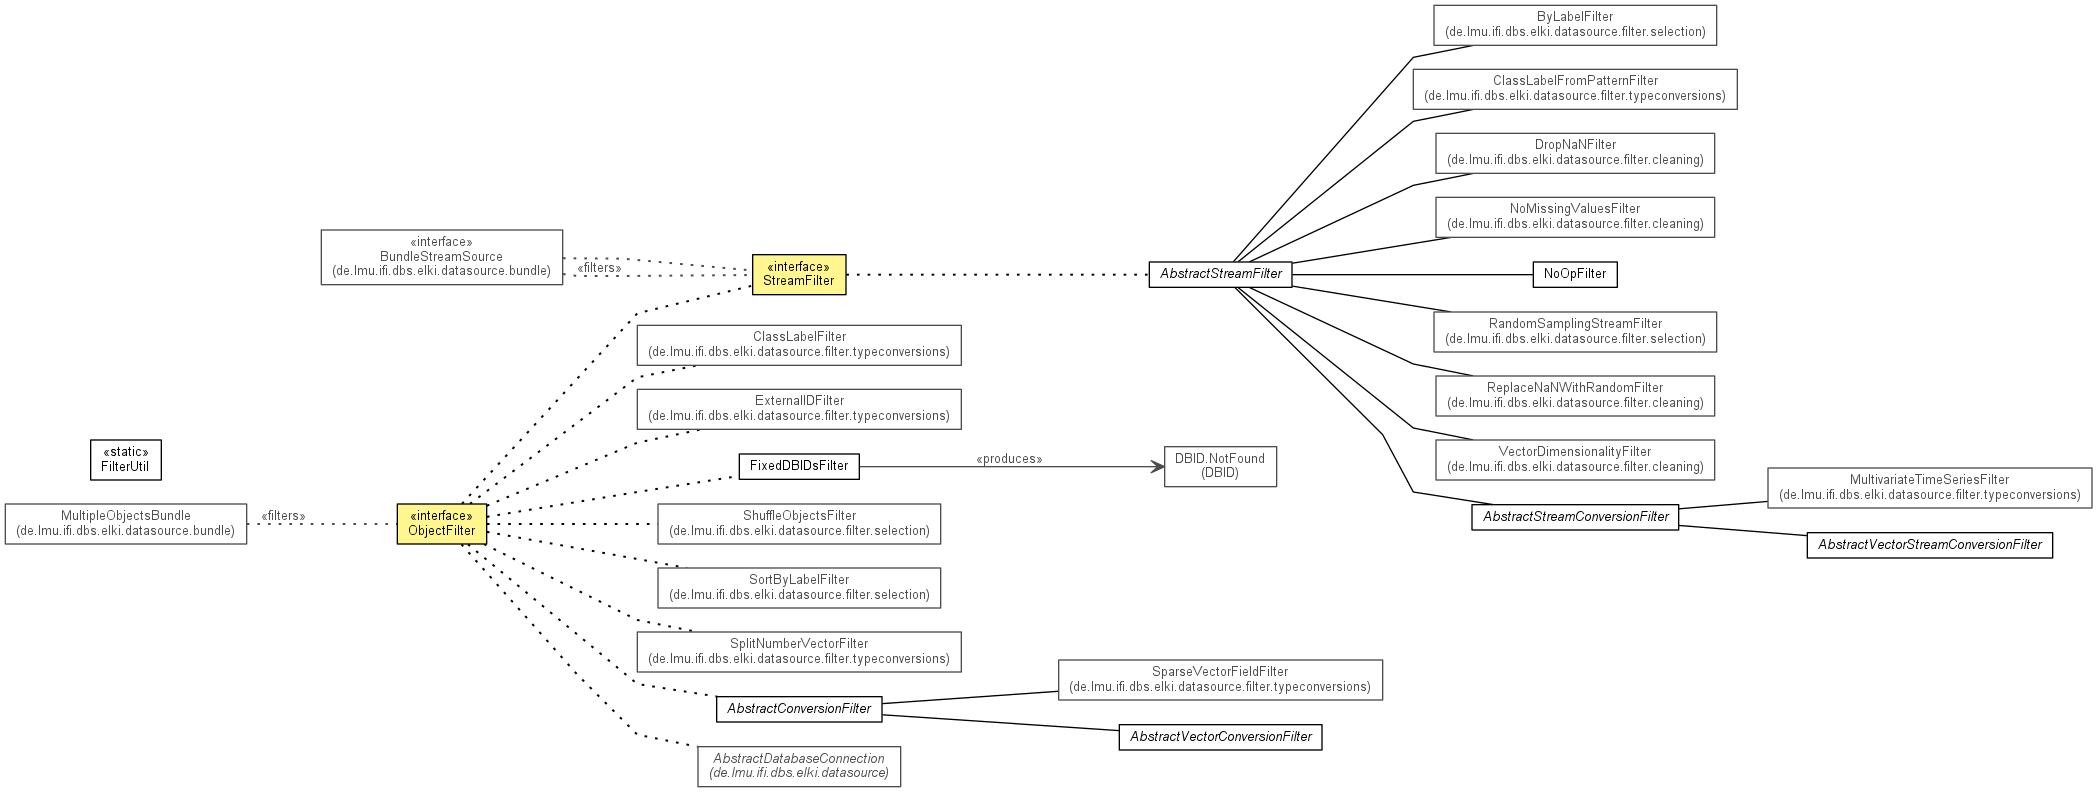 ByLabelFilter
(de.lmu.ifi.dbs.elki.datasource.filter.selection)
ClassLabelFromPatternFilter
(de.lmu.ifi.dbs.elki.datasource.filter.typeconversions)
DropNaNFilter
(de.lmu.ifi.dbs.elki.datasource.filter.cleaning)
NoMissingValuesFilter
(de.lmu.ifi.dbs.elki.datasource.filter.cleaning)
«interface»
BundleStreamSource
(de.lmu.ifi.dbs.elki.datasource.bundle)
«filters»
«interface»
StreamFilter
AbstractStreamFilter
NoOpFilter
RandomSamplingStreamFilter
(de.lmu.ifi.dbs.elki.datasource.filter.selection)
ClassLabelFilter
(de.lmu.ifi.dbs.elki.datasource.filter.typeconversions)
ReplaceNaNWithRandomFilter
(de.lmu.ifi.dbs.elki.datasource.filter.cleaning)
ExternalIDFilter
(de.lmu.ifi.dbs.elki.datasource.filter.typeconversions)
VectorDimensionalityFilter
(de.lmu.ifi.dbs.elki.datasource.filter.cleaning)
«static»
FilterUtil
FixedDBIDsFilter
«produces»
DBID.NotFound
(DBID)
MultivariateTimeSeriesFilter
(de.lmu.ifi.dbs.elki.datasource.filter.typeconversions)
MultipleObjectsBundle
(de.lmu.ifi.dbs.elki.datasource.bundle)
«filters»
«interface»
ObjectFilter
ShuffleObjectsFilter
(de.lmu.ifi.dbs.elki.datasource.filter.selection)
AbstractStreamConversionFilter
AbstractVectorStreamConversionFilter
SortByLabelFilter
(de.lmu.ifi.dbs.elki.datasource.filter.selection)
SplitNumberVectorFilter
(de.lmu.ifi.dbs.elki.datasource.filter.typeconversions)
SparseVectorFieldFilter
(de.lmu.ifi.dbs.elki.datasource.filter.typeconversions)
AbstractConversionFilter
AbstractVectorConversionFilter
AbstractDatabaseConnection
(de.lmu.ifi.dbs.elki.datasource)